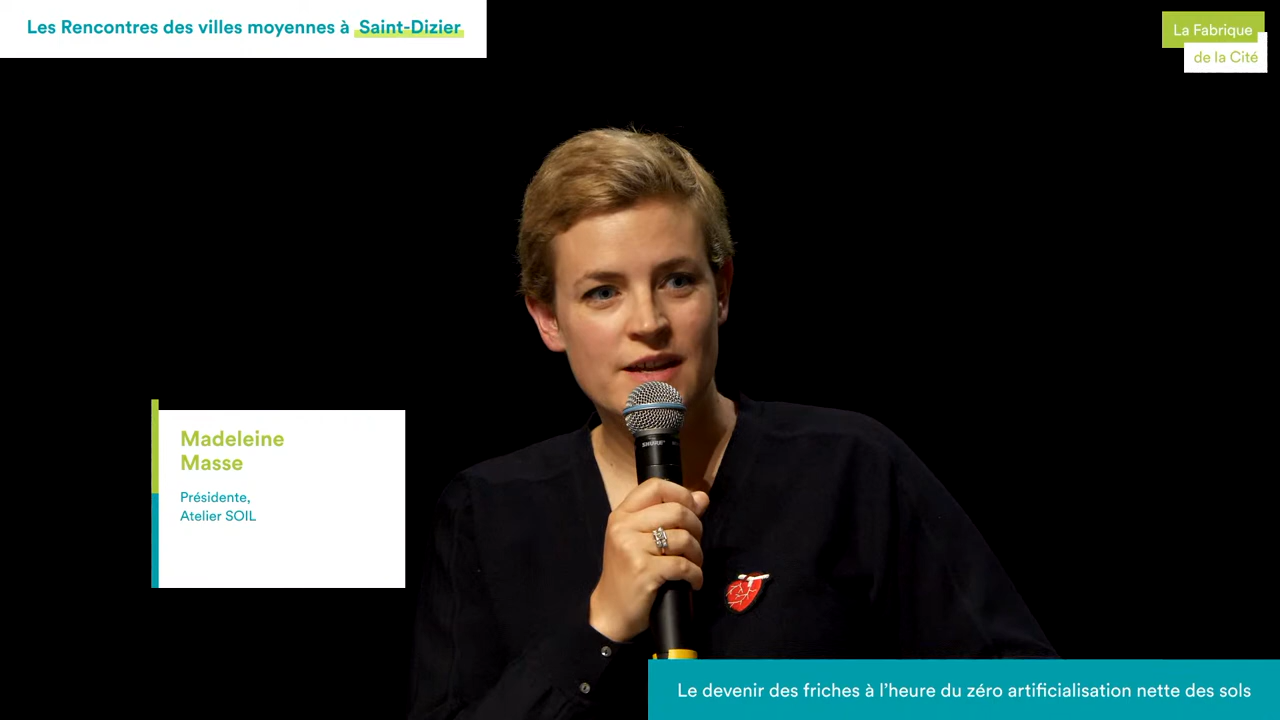 Les Rencontres des villes moyennes à Saint-Dizier
La Fabrique
de la Cité
Madeleine
Masse
Présidente,
Atelier SOIL
SHURE
Le devenir des friches à l'heure du zéro artificialisation nette des sols